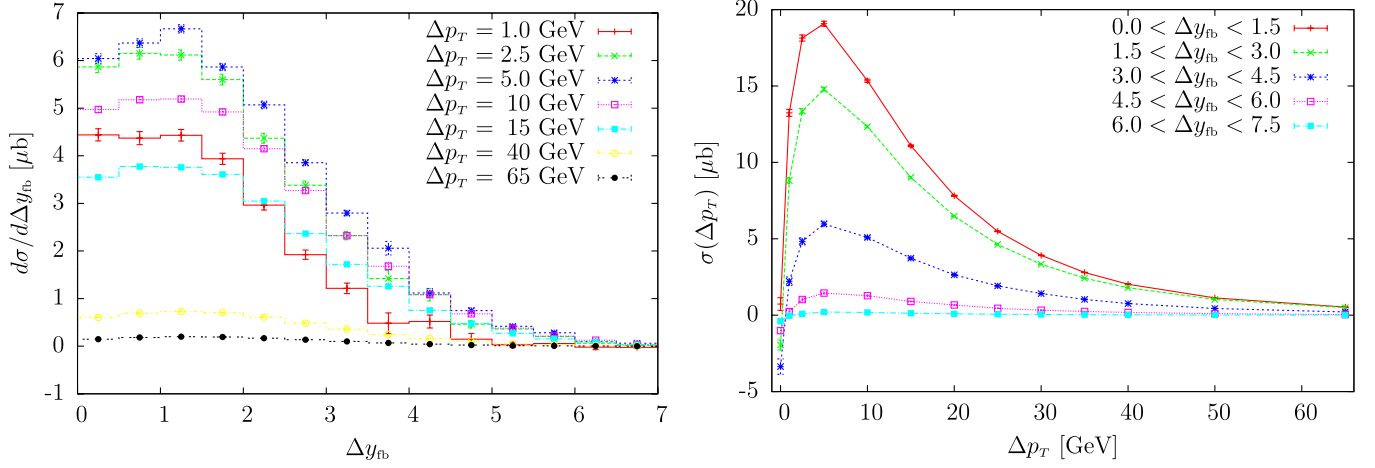 dσ/dΔy_fb [μb]
7
6
5
4
3
2
1
0
-1
Δp_T = 1.0 GeV
Δp_T = 2.5 GeV
Δp_T = 5.0 GeV
Δp_T = 10 GeV
Δp_T = 15 GeV
Δp_T = 40 GeV
Δp_T = 65 GeV
0 1 2 3 4 5 6 7
Δy_fb
σ(Δp_T) [μb]
20
15
10
5
0
-5
0.0 < Δy_fb < 1.5
1.5 < Δy_fb < 3.0
3.0 < Δy_fb < 4.5
4.5 < Δy_fb < 6.0
6.0 < Δy_fb < 7.5
0 10 20 30 40 50 60
Δp_T [GeV]